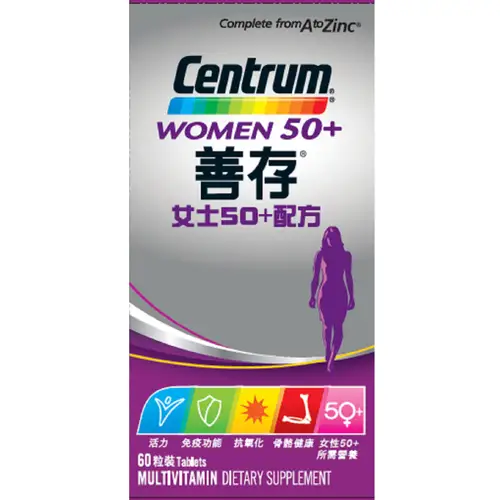 Complete from A to Zinc®
Centrum®
WOMEN 50+
善存®
女士50+配方
50+
活力 免疫功能 抗氧化 骨骼健康 女性50+
所需營養
60粒裝 Tablets
MULTIVITAMIN DIETARY SUPPLEMENT